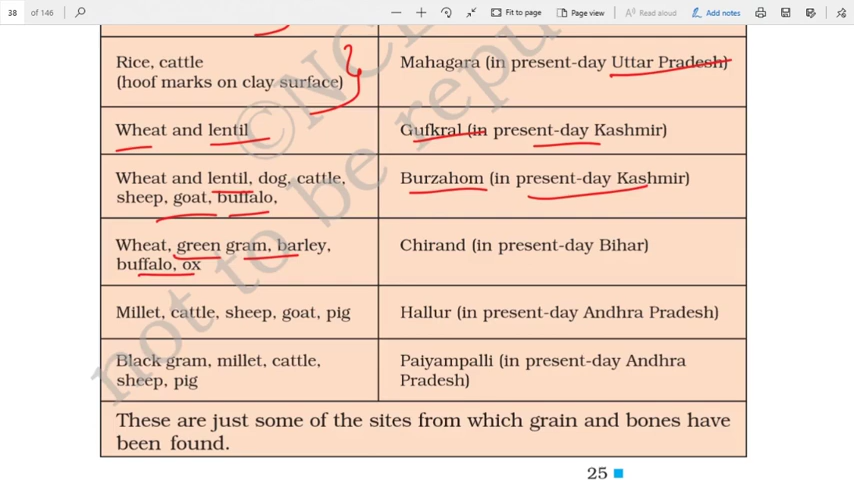 38 of 146
Fit to page
Page view
Read aloud
Add notes
Rice, cattle
(hoof marks on clay surface)
Mahagara (in present-day Uttar Pradesh)
Wheat and lentil
Gufkral (in present-day Kashmir)
Wheat and lentil, dog, cattle,
sheep, goat, buffalo,
Burzahom (in present-day Kashmir)
Wheat, green gram, barley,
buffalo, ox
Chirand (in present-day Bihar)
Millet, cattle, sheep, goat, pig
Hallur (in present-day Andhra Pradesh)
Black gram, millet, cattle,
sheep, pig
Paiyampalli (in present-day Andhra
Pradesh)
These are just some of the sites from which grain and bones have
been found.
25
not to be repu